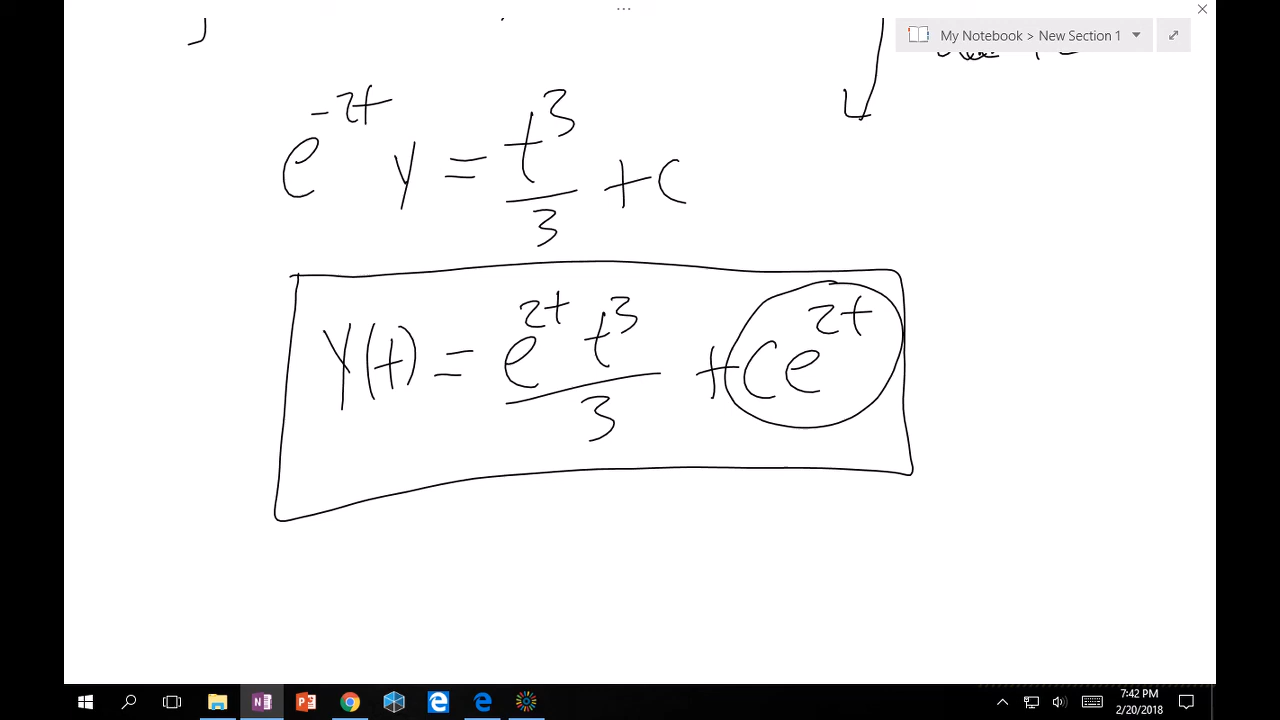 My Notebook > New Section 1
e^{-2t} y = t^3/3 + c
y(t) = e^{2t} t^3/3 + ce^{2t}
7:42 PM
2/20/2018